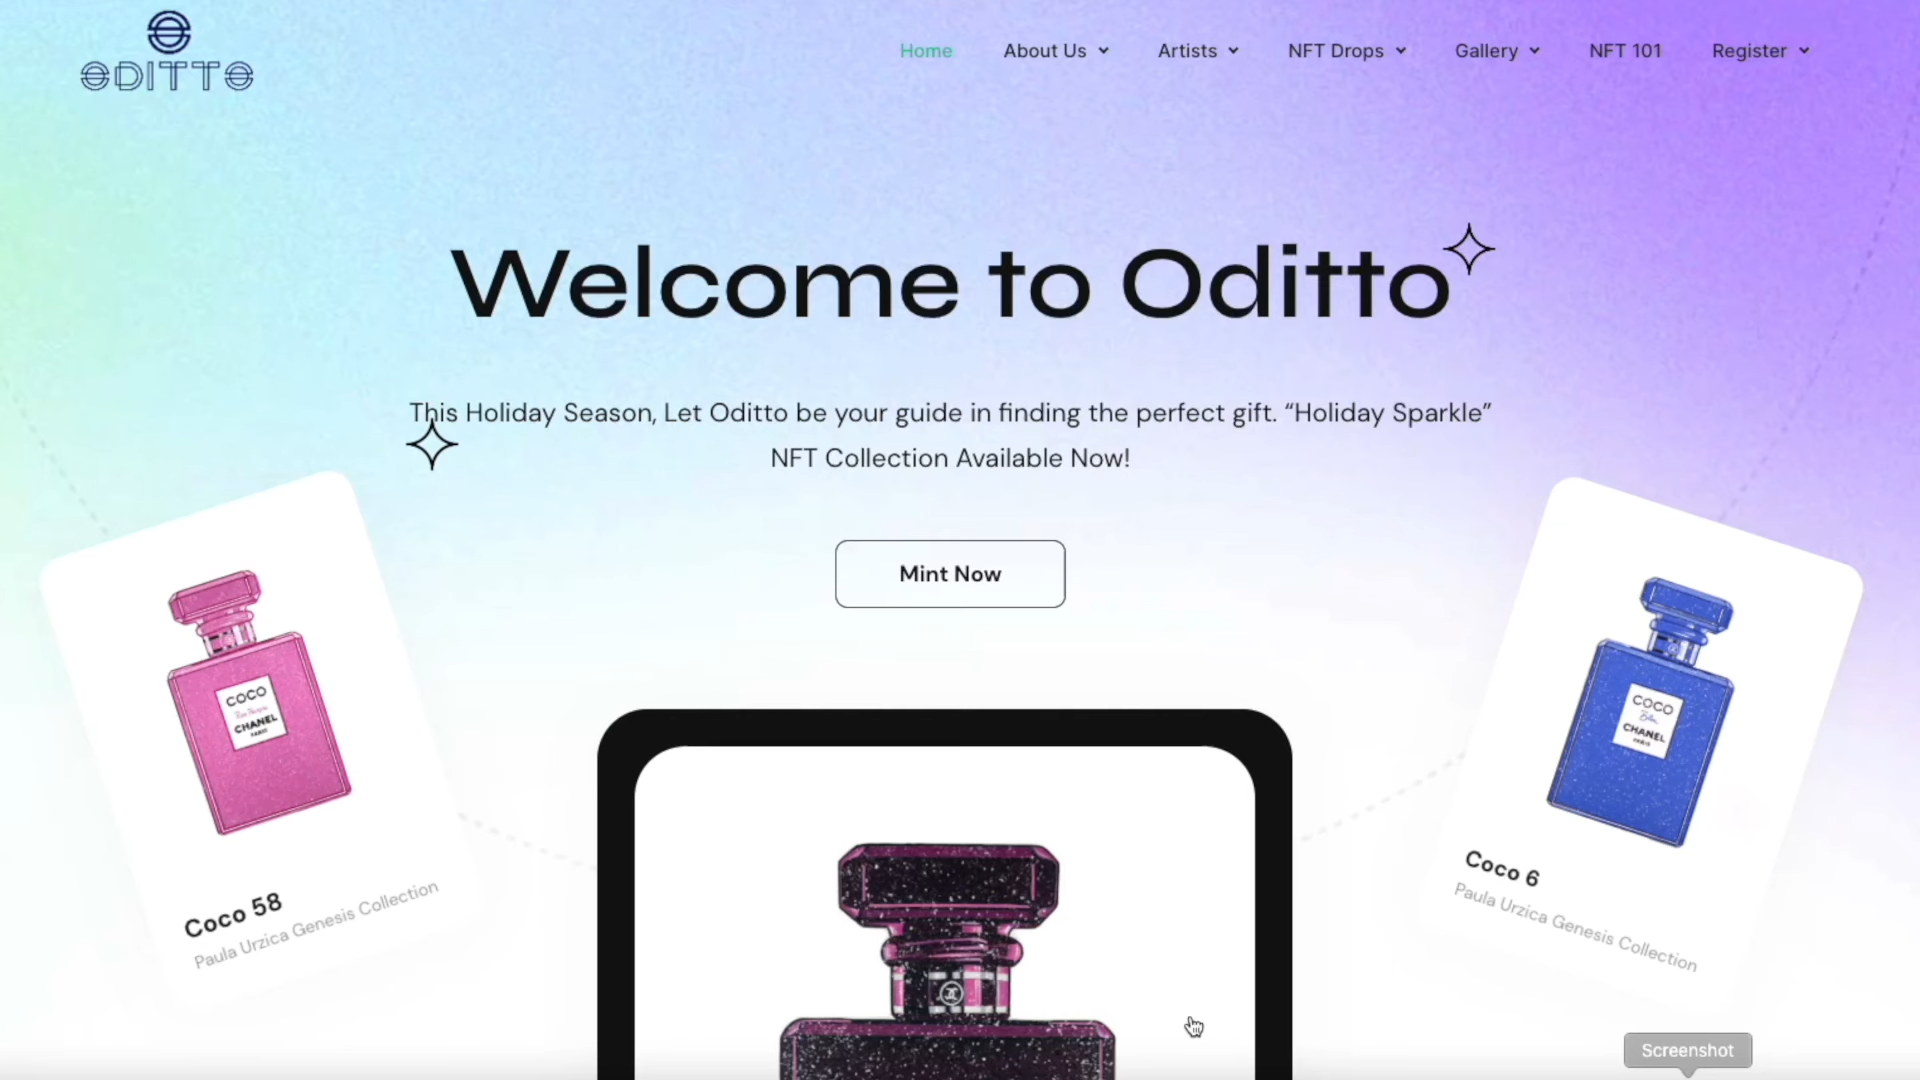 ODITTO
Home
About Us
Artists
NFT Drops
Gallery
NFT 101
Register
Welcome to Oditto
This Holiday Season, Let Oditto be your guide in finding the perfect gift. “Holiday Sparkle”
NFT Collection Available Now!
Mint Now
COCO
CHANEL
PARIS
Coco 58
Paula Urzica Genesis Collection
COCO
CHANEL
PARIS
Coco 6
Paula Urzica Genesis Collection
Screenshot